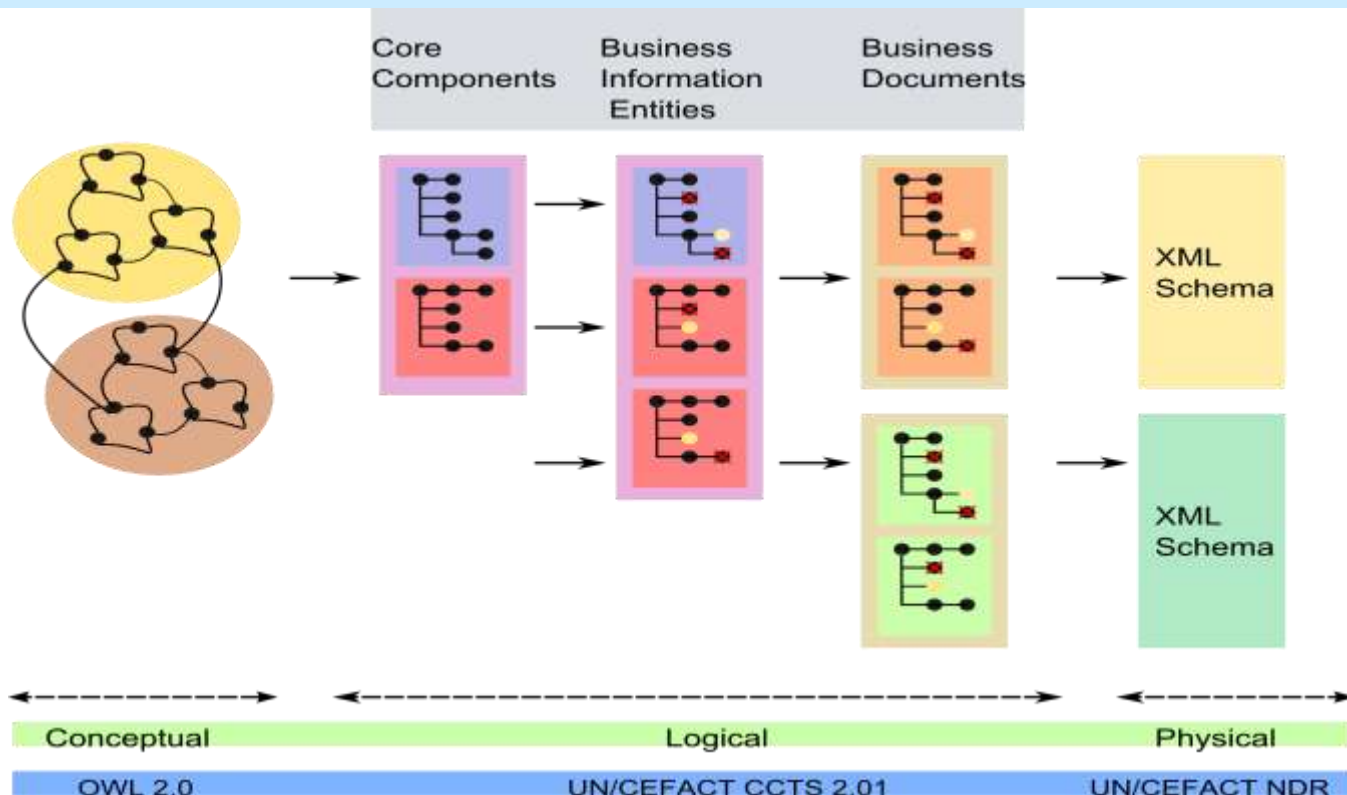 Core
Components
Business
Information
Entities
Business
Documents
XML
Schema
XML
Schema
Conceptual
Logical
Physical
OWL 2.0
UN/CEFACT CCTS 2.01
UN/CEFACT NDR